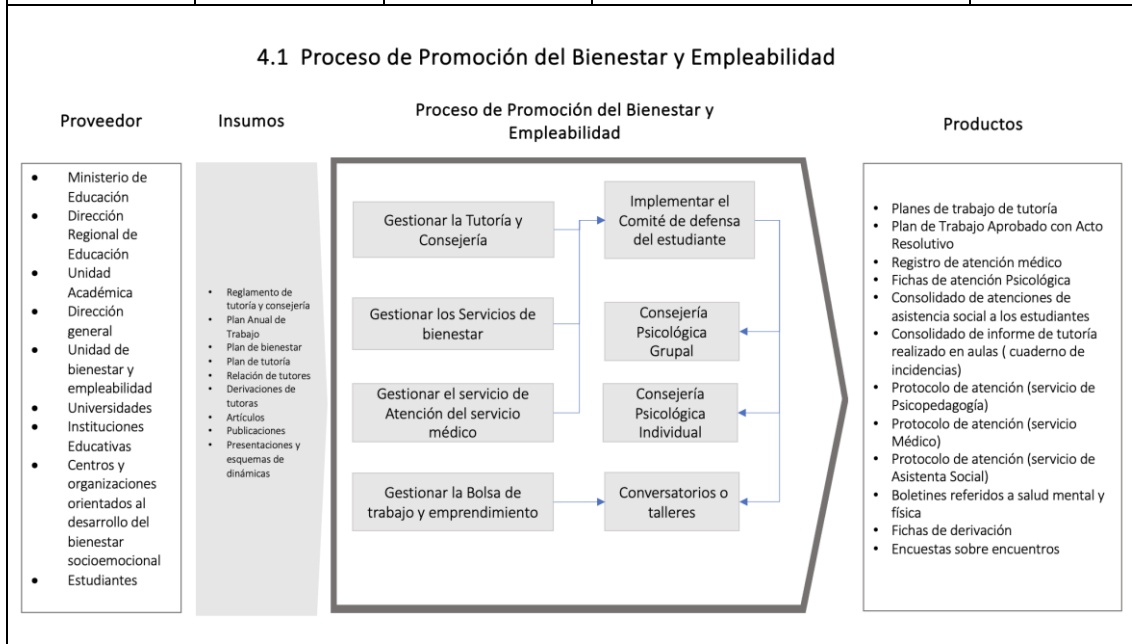 4.1 Proceso de Promoción del Bienestar y Empleabilidad
Proveedor
Insumos
Proceso de Promoción del Bienestar y
Empleabilidad
Productos
• Ministerio de
Educación
• Dirección
Regional de
Educación
• Unidad
Académica
• Dirección
general
• Unidad de
bienestar y
empleabilidad
• Universidades
• Instituciones
Educativas
• Centros y
organizaciones
orientados al
desarrollo del
bienestar
socioemocional
• Estudiantes
• Reglamento de
tutoría y consejería
• Plan Anual de
Trabajo
• Plan de bienestar
• Plan de tutoría
• Relación de tutores
• Derivaciones de
tutoras
• Artículos
• Publicaciones
• Presentaciones y
esquemas de
dinámicas
Gestionar la Tutoría y
Consejería
Implementar el
Comité de defensa
del estudiante
Gestionar los Servicios de
bienestar
Consejería
Psicológica
Grupal
Gestionar el servicio de
Atención del servicio
médico
Consejería
Psicológica
Individual
Gestionar la Bolsa de
trabajo y emprendimiento
Conversatorios o
talleres
• Planes de trabajo de tutoría
• Plan de Trabajo Aprobado con Acto
Resolutivo
• Registro de atención médico
• Fichas de atención Psicológica
• Consolidado de atenciones de
asistencia social a los estudiantes
• Consolidado de informe de tutoría
realizado en aulas ( cuaderno de
incidencias)
• Protocolo de atención (servicio de
Psicopedagogía)
• Protocolo de atención (servicio
Médico)
• Protocolo de atención (servicio de
Asistenta Social)
• Boletines referidos a salud mental y
física
• Fichas de derivación
• Encuestas sobre encuentros